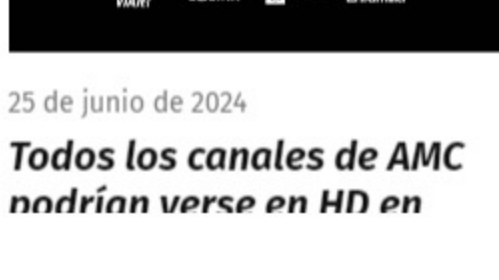 25 de junio de 2024
Todos los canales de AMC
podrían verse en HD en